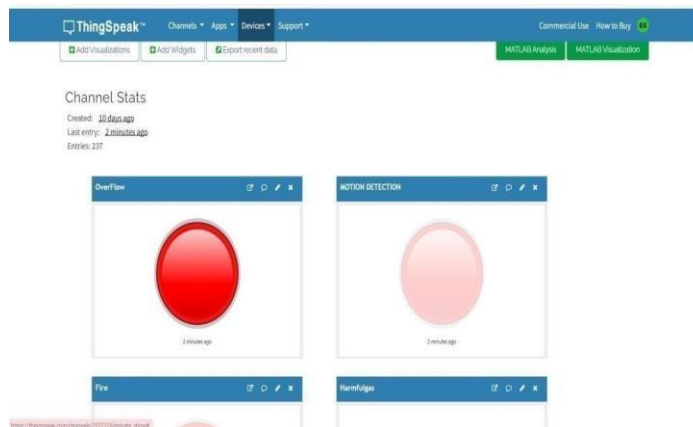 ThingSpeak™ Channels Apps Devices Support Commercial Use How to Buy
Add Visualizations Add Widgets Export recent data MATLAB Analysis MATLAB Visualization
Channel Stats
Created: 10 days ago
Last entry: 2 minutes ago
Entries: 237
OverFlow MOTION DETECTION
2 minutes ago 2 minutes ago
Fire Harmfulgas